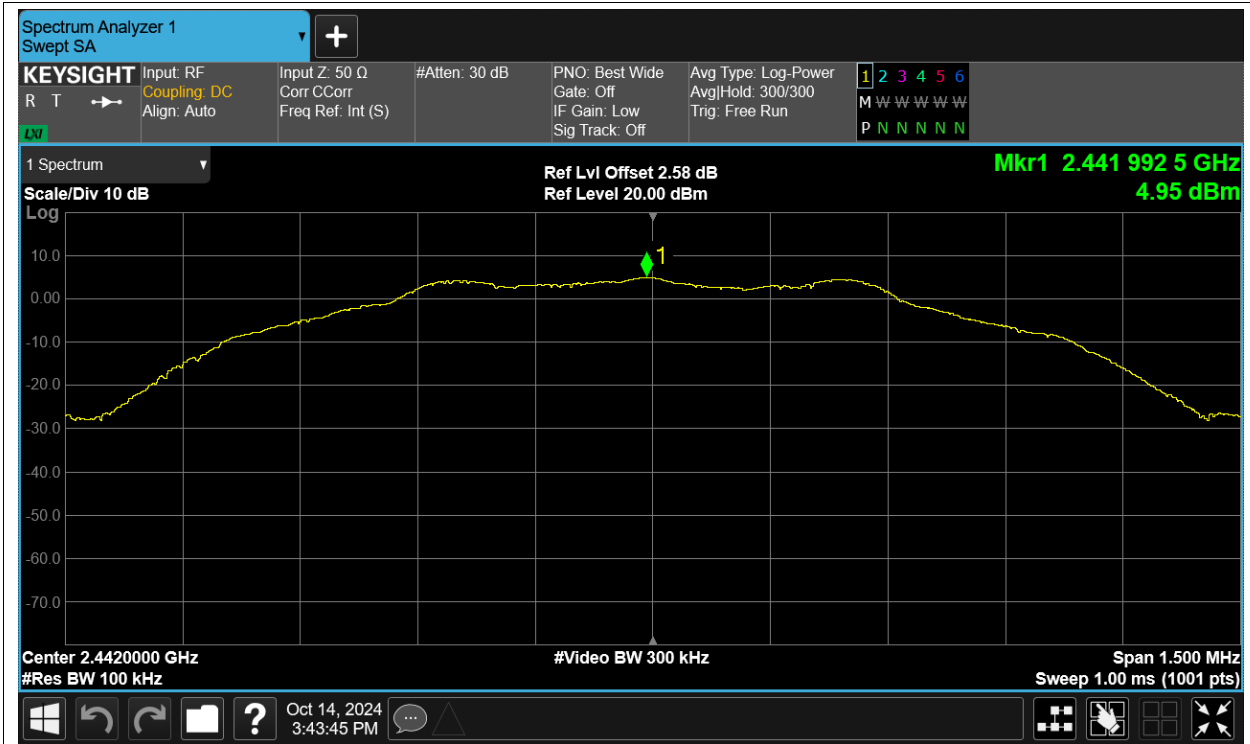 Spectrum Analyzer 1
Swept SA
KEYSIGHT
R T
LXI
Input: RF
Coupling: DC
Align: Auto
Input Z: 50 Ω
Corr CCorr
Freq Ref: Int (S)
#Atten: 30 dB
PNO: Best Wide
Gate: Off
IF Gain: Low
Sig Track: Off
Avg Type: Log-Power
Avg|Hold: 300/300
Trig: Free Run
1 2 3 4 5 6
M W W W W W
P N N N N N
1 Spectrum
Scale/Div 10 dB
Log
Ref Lvl Offset 2.58 dB
Ref Level 20.00 dBm
Mkr1 2.441 992 5 GHz
4.95 dBm
1
10.0
0.00
-10.0
-20.0
-30.0
-40.0
-50.0
-60.0
-70.0
Center 2.4420000 GHz
#Video BW 300 kHz
Span 1.500 MHz
#Res BW 100 kHz
Sweep 1.00 ms (1001 pts)
?
Oct 14, 2024
3:43:45 PM